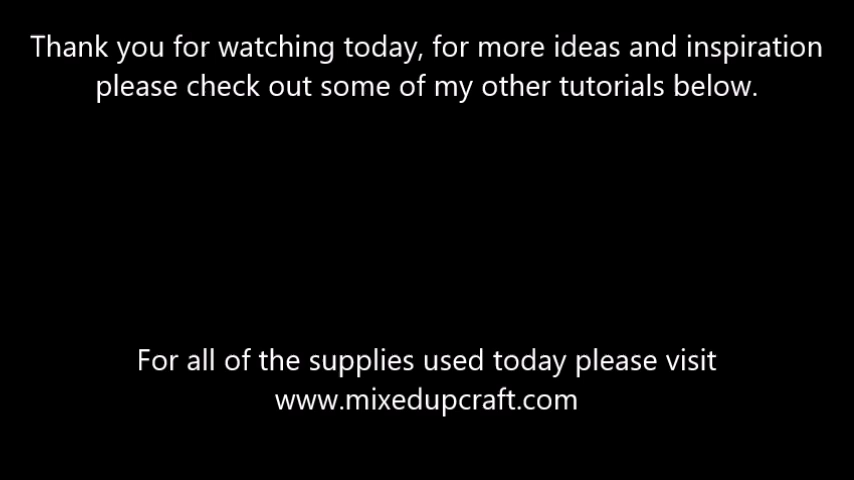 Thank you for watching today, for more ideas and inspiration
please check out some of my other tutorials below.
For all of the supplies used today please visit
www.mixedupcraft.com